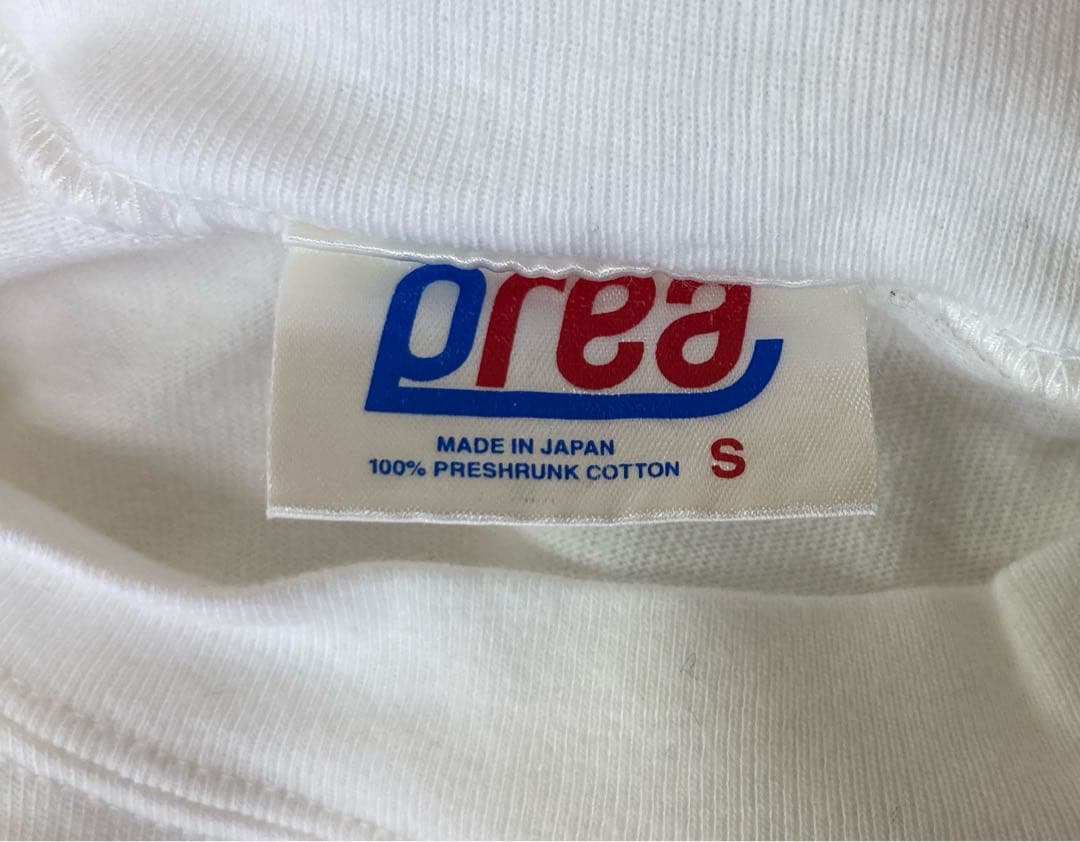 prea
MADE IN JAPAN
100% PRESHRUNK COTTON
S